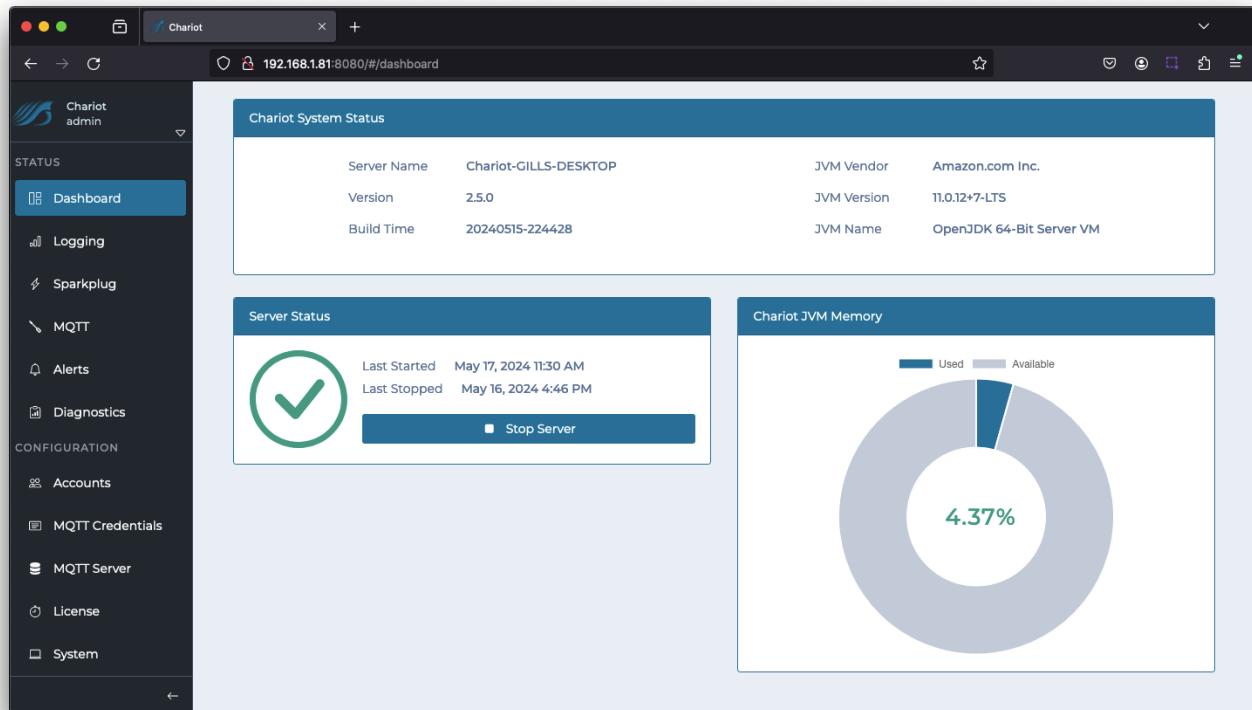 Chariot
192.168.1.81:8080/#/dashboard
Chariot
admin
STATUS
Dashboard
Logging
Sparkplug
MQTT
Alerts
Diagnostics
CONFIGURATION
Accounts
MQTT Credentials
MQTT Server
License
System
Chariot System Status
Server Name Chariot-GILLS-DESKTOP
Version 2.5.0
Build Time 20240515-224428
JVM Vendor Amazon.com Inc.
JVM Version 11.0.12+7-LTS
JVM Name OpenJDK 64-Bit Server VM
Server Status
Last Started May 17, 2024 11:30 AM
Last Stopped May 16, 2024 4:46 PM
Stop Server
Chariot JVM Memory
Used Available
4.37%